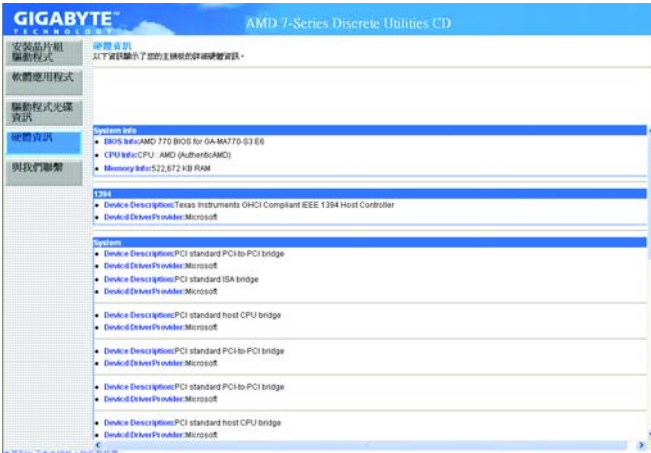 GIGABYTE™
TECHNOLOGY
AMD 7-Series Discrete Utilities CD
安裝晶片組
驅動程式
軟體應用程式
驅動程式光碟
資訊
硬體資訊
與我們聯繫
硬體資訊
以下資訊顯示了您的主機板的詳細硬體資訊。
System Info
BIOS Info:AMD 770 BIOS for GA-MA770-S3 E6
CPU Info:CPU : AMD (AuthenticAMD)
Memory Info:522,672 KB RAM
1394
Device Description:Texas Instruments OHCI Compliant IEEE 1394 Host Controller
Devicd DriverProvider:Microsoft
System
Device Description:PCI standard PCI-to-PCI bridge
Devicd DriverProvider:Microsoft
Device Description:PCI standard ISA bridge
Devicd DriverProvider:Microsoft
Device Description:PCI standard host CPU bridge
Devicd DriverProvider:Microsoft
Device Description:PCI standard PCI-to-PCI bridge
Devicd DriverProvider:Microsoft
Device Description:PCI standard PCI-to-PCI bridge
Devicd DriverProvider:Microsoft
Device Description:PCI standard host CPU bridge
Devicd DriverProvider:Microsoft